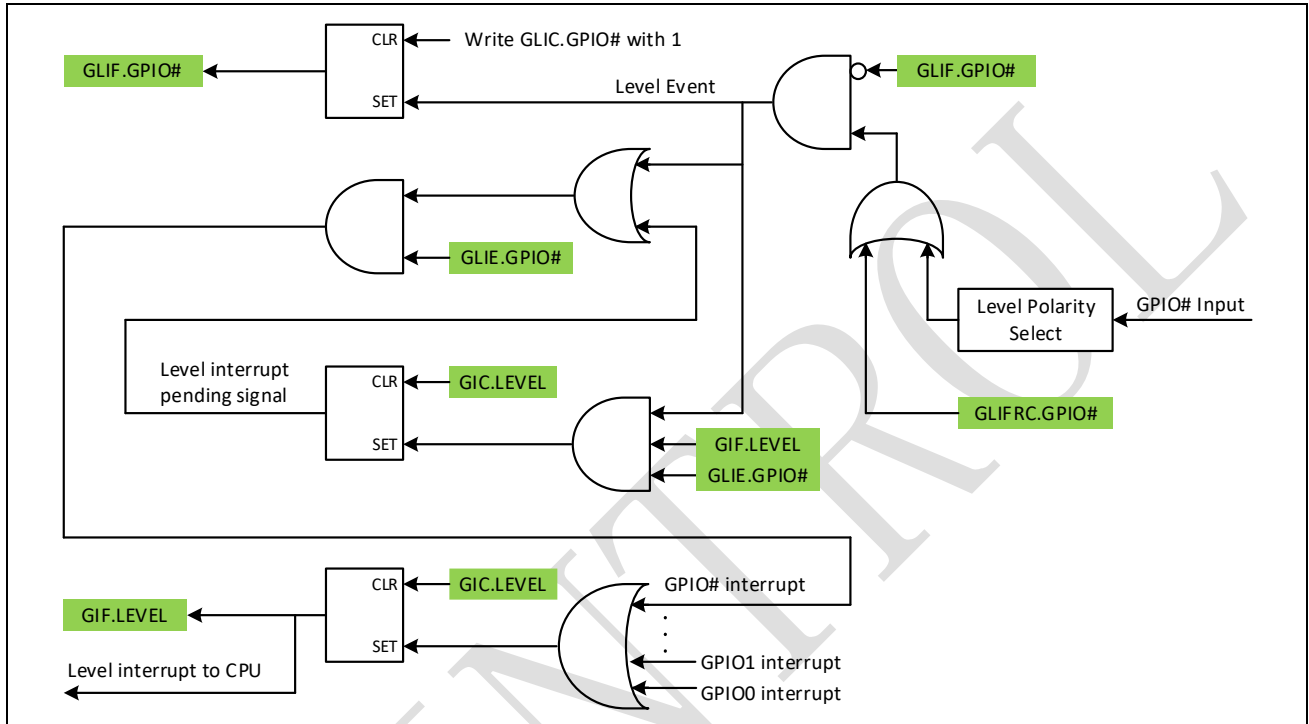 CLR
Write GLIC.GPIO# with 1
GLIF.GPIO#
SET
Level Event
GLIF.GPIO#
GLIE.GPIO#
Level Polarity
Select
GPIO# Input
Level interrupt
pending signal
CLR
GIC.LEVEL
SET
GLIFRC.GPIO#
GIF.LEVEL
GLIE.GPIO#
CLR
GIC.LEVEL
GPIO# interrupt
GIF.LEVEL
SET
Level interrupt to CPU
GPIO1 interrupt
GPIO0 interrupt
NTROL